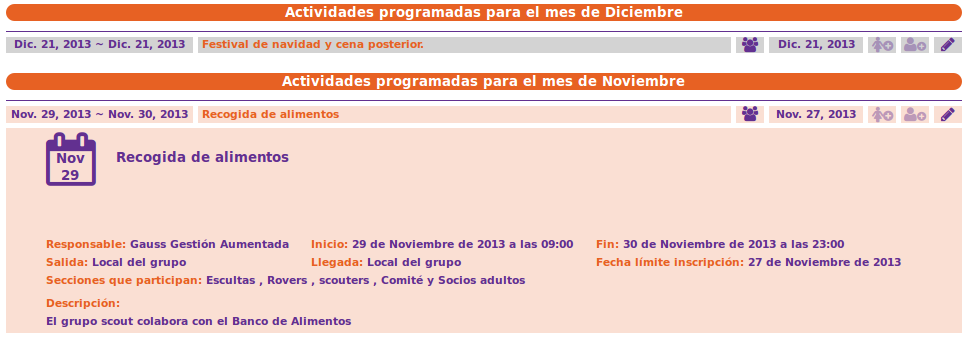 Actividades programadas para el mes de Diciembre
Dic. 21, 2013 ~ Dic. 21, 2013 Festival de navidad y cena posterior. Dic. 21, 2013
Actividades programadas para el mes de Noviembre
Nov. 29, 2013 ~ Nov. 30, 2013 Recogida de alimentos Nov. 27, 2013
Nov
29
Recogida de alimentos
Responsable: Gauss Gestión Aumentada Inicio: 29 de Noviembre de 2013 a las 09:00 Fin: 30 de Noviembre de 2013 a las 23:00
Salida: Local del grupo Llegada: Local del grupo Fecha límite inscripción: 27 de Noviembre de 2013
Secciones que participan: Escultas , Rovers , scouters , Comité y Socios adultos
Descripción:
El grupo scout colabora con el Banco de Alimentos